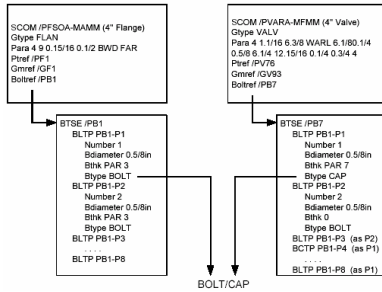 SCOM /PFSOA-MAMM (4" Flange)
Gtype FLAN
Para 4 9 0.15/16 0.1/2 BWD FAR
Ptref /PF1
Gmref /GF1
Boltref /PB1
SCOM /PVARA-MFMM (4" Valve)
Gtype VALV
Para 4 1.1/16 6.3/8 WARL 6.1/80.1/4
0.5/8 6.1/4 12.15/16 0.1/4 0.3/4 4
Ptref /PV76
Gmref /GV93
Boltref /PB7
BTSE /PB1
BLTP PB1-P1
Number 1
Bdiameter 0.5/8in
Bthk PAR 3
Btype BOLT
BLTP PB1-P2
Number 2
Bdiameter 0.5/8in
Bthk PAR 3
Btype BOLT
BLTP PB1-P3
. . . .
BLTP PB1-P8
BTSE /PB7
BLTP PB1-P1
Number 1
Bdiameter 0.5/8in
Bthk PAR 7
Btype CAP
BLTP PB1-P2
Number 2
Bdiameter 0.5/8in
Bthk 0
Btype BOLT
BLTP PB1-P3 (as P2)
BCTP PB1-P4 (as P1)
. . . .
BLTP PB1-P8 (as P1)
BOLT/CAP